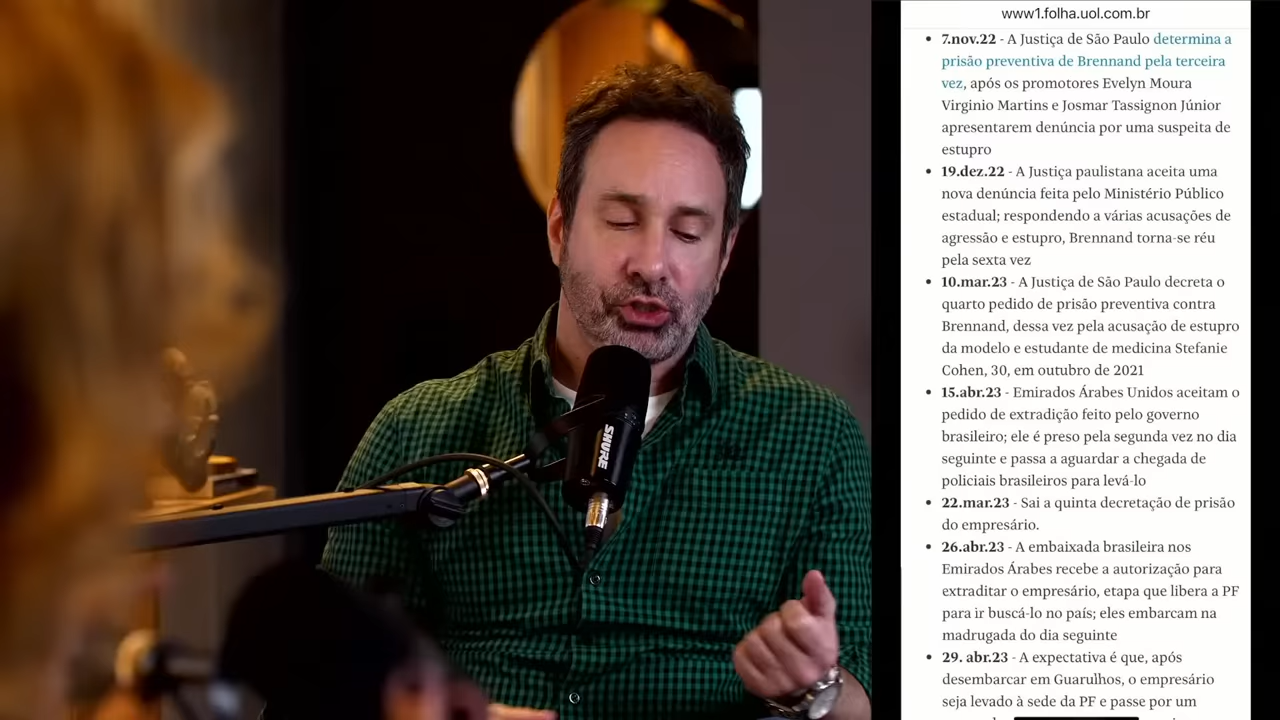 www1.folha.uol.com.br
7.nov.22 - A Justiça de São Paulo determina a
prisão preventiva de Brennand pela terceira
vez, após os promotores Evelyn Moura
Virginio Martins e Josmar Tassignon Júnior
apresentarem denúncia por uma suspeita de
estupro
19.dez.22 - A Justiça paulistana aceita uma
nova denúncia feita pelo Ministério Público
estadual; respondendo a várias acusações de
agressão e estupro, Brennand torna-se réu
pela sexta vez
10.mar.23 - A Justiça de São Paulo decreta o
quarto pedido de prisão preventiva contra
Brennand, dessa vez pela acusação de estupro
da modelo e estudante de medicina Stefanie
Cohen, 30, em outubro de 2021
15.abr.23 - Emirados Árabes Unidos aceitam o
pedido de extradição feito pelo governo
brasileiro; ele é preso pela segunda vez no dia
seguinte e passa a aguardar a chegada de
policiais brasileiros para levá-lo
22.mar.23 - Sai a quinta decretação de prisão
do empresário.
26.abr.23 - A embaixada brasileira nos
Emirados Árabes recebe a autorização para
extraditar o empresário, etapa que libera a PF
para ir buscá-lo no país; eles embarcam na
madrugada do dia seguinte
29. abr.23 - A expectativa é que, após
desembarcar em Guarulhos, o empresário
seja levado à sede da PF e passe por um
SHURE